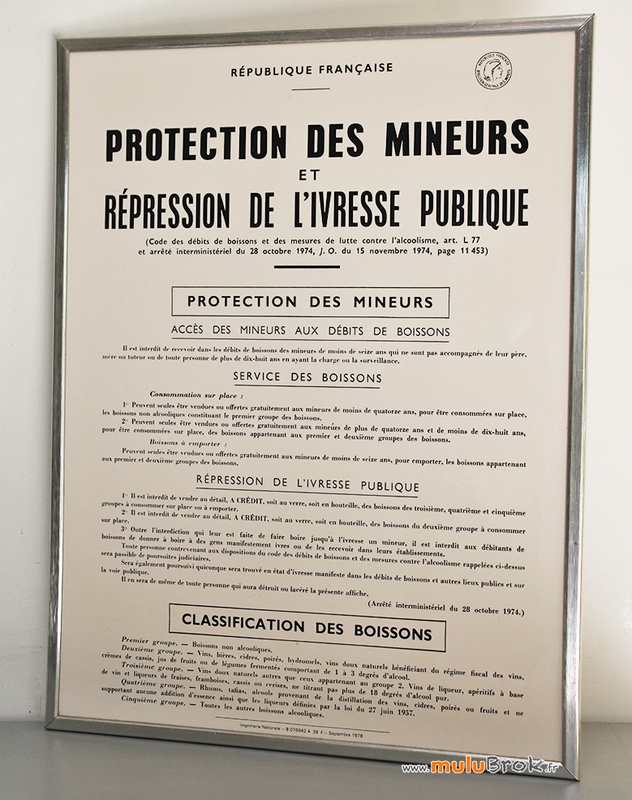 RÉPUBLIQUE FRANÇAISE
PROTECTION DES MINEURS
ET
RÉPRESSION DE L'IVRESSE PUBLIQUE
(Code des débits de boissons et des mesures de lutte contre l'alcoolisme, art. L 77
et arrêté interministériel du 28 octobre 1974, J. O. du 15 novembre 1974, page 11 453)
PROTECTION DES MINEURS
ACCÈS DES MINEURS AUX DÉBITS DE BOISSONS
Il est interdit de recevoir dans les débits de boissons des mineurs de moins de seize ans qui ne sont pas accompagnés de leur père,
mère ou tuteur ou de toute personne de plus de dix-huit ans en ayant la charge ou la surveillance.
SERVICE DES BOISSONS
Consommation sur place :
1° Peuvent seules être vendues ou offertes gratuitement aux mineurs de moins de quatorze ans, pour être consommées sur place,
les boissons non alcooliques constituant le premier groupe des boissons.
2° Peuvent seules être vendues ou offertes gratuitement aux mineurs de plus de quatorze ans et de moins de dix-huit ans,
pour être consommées sur place, des boissons appartenant aux premier et deuxième groupes des boissons.
Boissons à emporter :
Peuvent seules être vendues ou offertes gratuitement aux mineurs de moins de seize ans, pour emporter, les boissons appartenant
aux premier et deuxième groupes des boissons.
RÉPRESSION DE L'IVRESSE PUBLIQUE
1° Il est interdit de vendre au détail, A CRÉDIT, soit au verre, soit en bouteille, des boissons des troisième, quatrième et cinquième
groupes à consommer sur place ou à emporter.
2° Il est interdit de vendre au détail, A CRÉDIT, soit au verre, soit en bouteille, des boissons du deuxième groupe à consommer
sur place.
3° Outre l'interdiction qui leur est faite de faire boire jusqu'à l'ivresse un mineur, il est interdit aux débitants de
boissons de donner à boire à des gens manifestement ivres ou de les recevoir dans leurs établissements.
Toute personne contrevenant aux dispositions du code des débits de boissons et des mesures contre l'alcoolisme rappelées ci-dessus
sera passible de poursuites judiciaires.
Sera également poursuivi quiconque sera trouvé en état d'ivresse manifeste dans les débits de boissons et autres lieux publics et sur
la voie publique.
Il en sera de même de toute personne qui aura détruit ou lacéré la présente affiche.
(Arrêté interministériel du 28 octobre 1974.)
CLASSIFICATION DES BOISSONS
Premier groupe. — Boissons non alcooliques.
Deuxième groupe. — Vins, bières, cidres, poirés, hydromels, vins doux naturels bénéficiant du régime fiscal des vins,
crèmes de cassis, jus de fruits ou de légumes fermentés comportant de 1 à 3 degrés d'alcool.
Troisième groupe. — Vins doux naturels autres que ceux appartenant au groupe 2. Vins de liqueur, apéritifs à base
de vin et liqueurs de fraises, framboises, cassis ou cerises, ne titrant pas plus de 18 degrés d'alcool pur.
Quatrième groupe. — Rhums, tafias, alcools provenant de la distillation des vins, cidres, poirés ou fruits et ne
supportant aucune addition d'essence ainsi que les liqueurs définies par la loi du 27 juin 1957.
Cinquième groupe. — Toutes les autres boissons alcooliques.
Imprimerie Nationale – 8 076942 4 39 F – Septembre 1978
www.muluBrok.fr